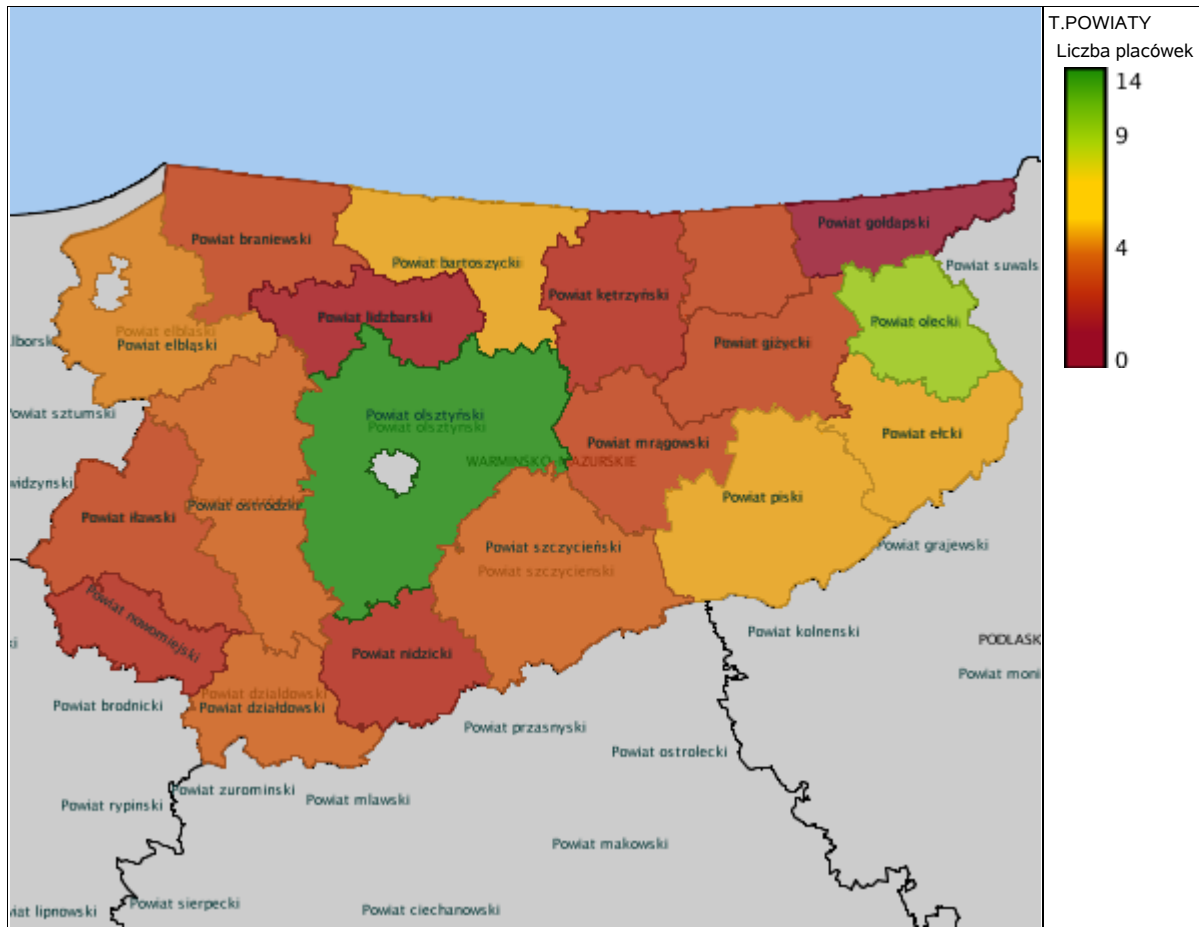 T.POWIATY
Liczba placówek
14
9
4
0
Powiat gołdapski
Powiat braniewski
Powiat bartoszycki
Powiat suwals
Powiat kętrzyński
Powiat lidzbarski
Powiat olecki
Powiat elbląski
lborsk
Powiat elbląski
Powiat giżycki
Powiat sztumski
Powiat olsztyński
Powiat olsztyński
Powiat ełcki
Powiat mrągowski
WARMIŃSKO-MAZURSKIE
widzynski
Powiat piski
Powiat ostródzki
Powiat iławski
Powiat szczycieński
Powiat grajewski
Powiat szczycienski
Powiat nowomiejski
Powiat kolnenski
PODLASK
Powiat nidzicki
Powiat moni
Powiat dzialdowski
Powiat działdowski
Powiat brodnicki
Powiat przasnyski
Powiat ostrolecki
Powiat zurominski
Powiat mlawski
Powiat rypinski
Powiat makowski
Powiat sierpecki
wiat lipnowski
Powiat ciechanowski